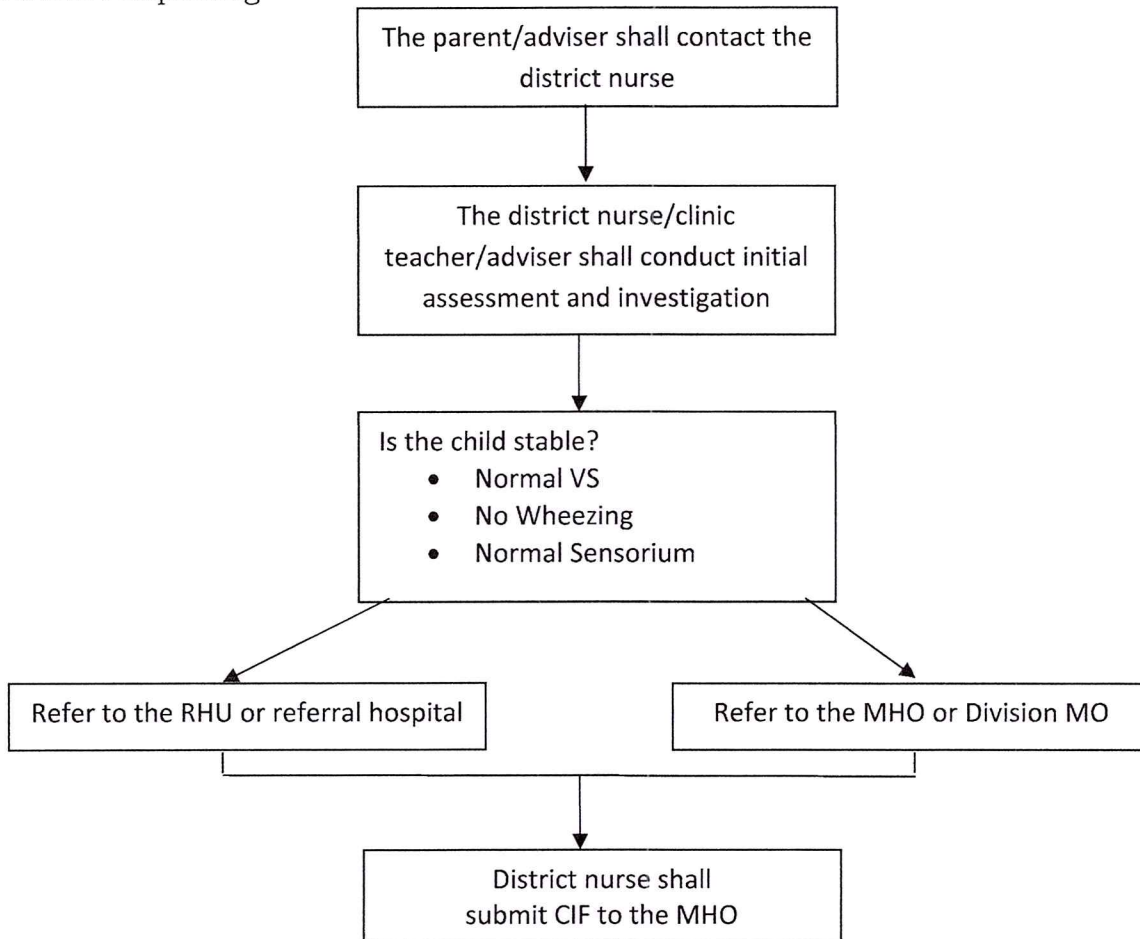 The parent/adviser shall contact the
district nurse
The district nurse/clinic
teacher/adviser shall conduct initial
assessment and investigation
Is the child stable?
• Normal VS
• No Wheezing
• Normal Sensorium
Refer to the RHU or referral hospital
Refer to the MHO or Division MO
District nurse shall
submit CIF to the MHO